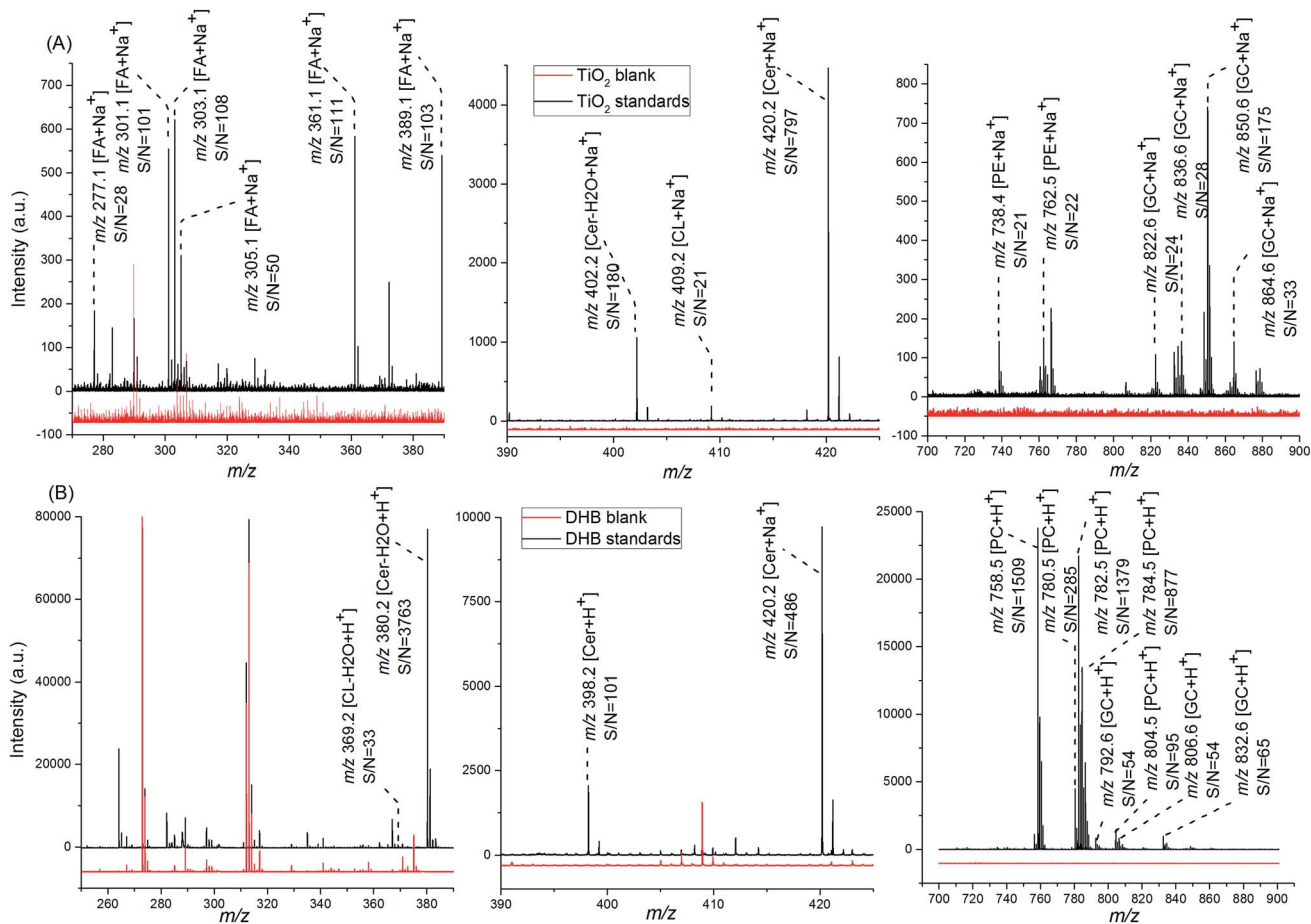 (A)
Intensity (a.u.)
700
600
500
400
300
200
100
0
-100
280
300
320
340
360
380
m/z
m/z 277.1 [FA+Na⁺]
S/N=28
m/z 301.1 [FA+Na⁺]
S/N=101
m/z 303.1 [FA+Na⁺]
S/N=108
m/z 305.1 [FA+Na⁺]
S/N=50
m/z 361.1 [FA+Na⁺]
S/N=111
m/z 389.1 [FA+Na⁺]
S/N=103
TiO₂ blank
TiO₂ standards
4000
3000
2000
1000
0
390
400
410
420
m/z
m/z 402.2 [Cer-H2O+Na⁺]
S/N=180
m/z 409.2 [CL+Na⁺]
S/N=21
m/z 420.2 [Cer+Na⁺]
S/N=797
800
700
600
500
400
300
200
100
0
-100
700
720
740
760
780
800
820
840
860
880
900
m/z
m/z 738.4 [PE+Na⁺]
S/N=21
m/z 762.5 [PE+Na⁺]
S/N=22
m/z 822.6 [GC+Na⁺]
S/N=24
m/z 836.6 [GC+Na⁺]
S/N=28
m/z 850.6 [GC+Na⁺]
S/N=175
m/z 864.6 [GC+Na⁺]
S/N=33
(B)
Intensity (a.u.)
80000
60000
40000
20000
0
260
280
300
320
340
360
380
m/z
m/z 369.2 [CL-H2O+H⁺]
S/N=33
m/z 380.2 [Cer-H2O+H⁺]
S/N=3763
DHB blank
DHB standards
10000
7500
5000
2500
0
390
400
410
420
m/z
m/z 398.2 [Cer+H⁺]
S/N=101
m/z 420.2 [Cer+Na⁺]
S/N=486
25000
20000
15000
10000
5000
0
700
720
740
760
780
800
820
840
860
880
900
m/z
m/z 758.5 [PC+H⁺]
S/N=1509
m/z 780.5 [PC+H⁺]
S/N=285
m/z 782.5 [PC+H⁺]
S/N=1379
m/z 784.5 [PC+H⁺]
S/N=877
m/z 792.6 [GC+H⁺]
S/N=54
m/z 804.5 [PC+H⁺]
S/N=95
m/z 806.6 [GC+H⁺]
S/N=54
m/z 832.6 [GC+H⁺]
S/N=65